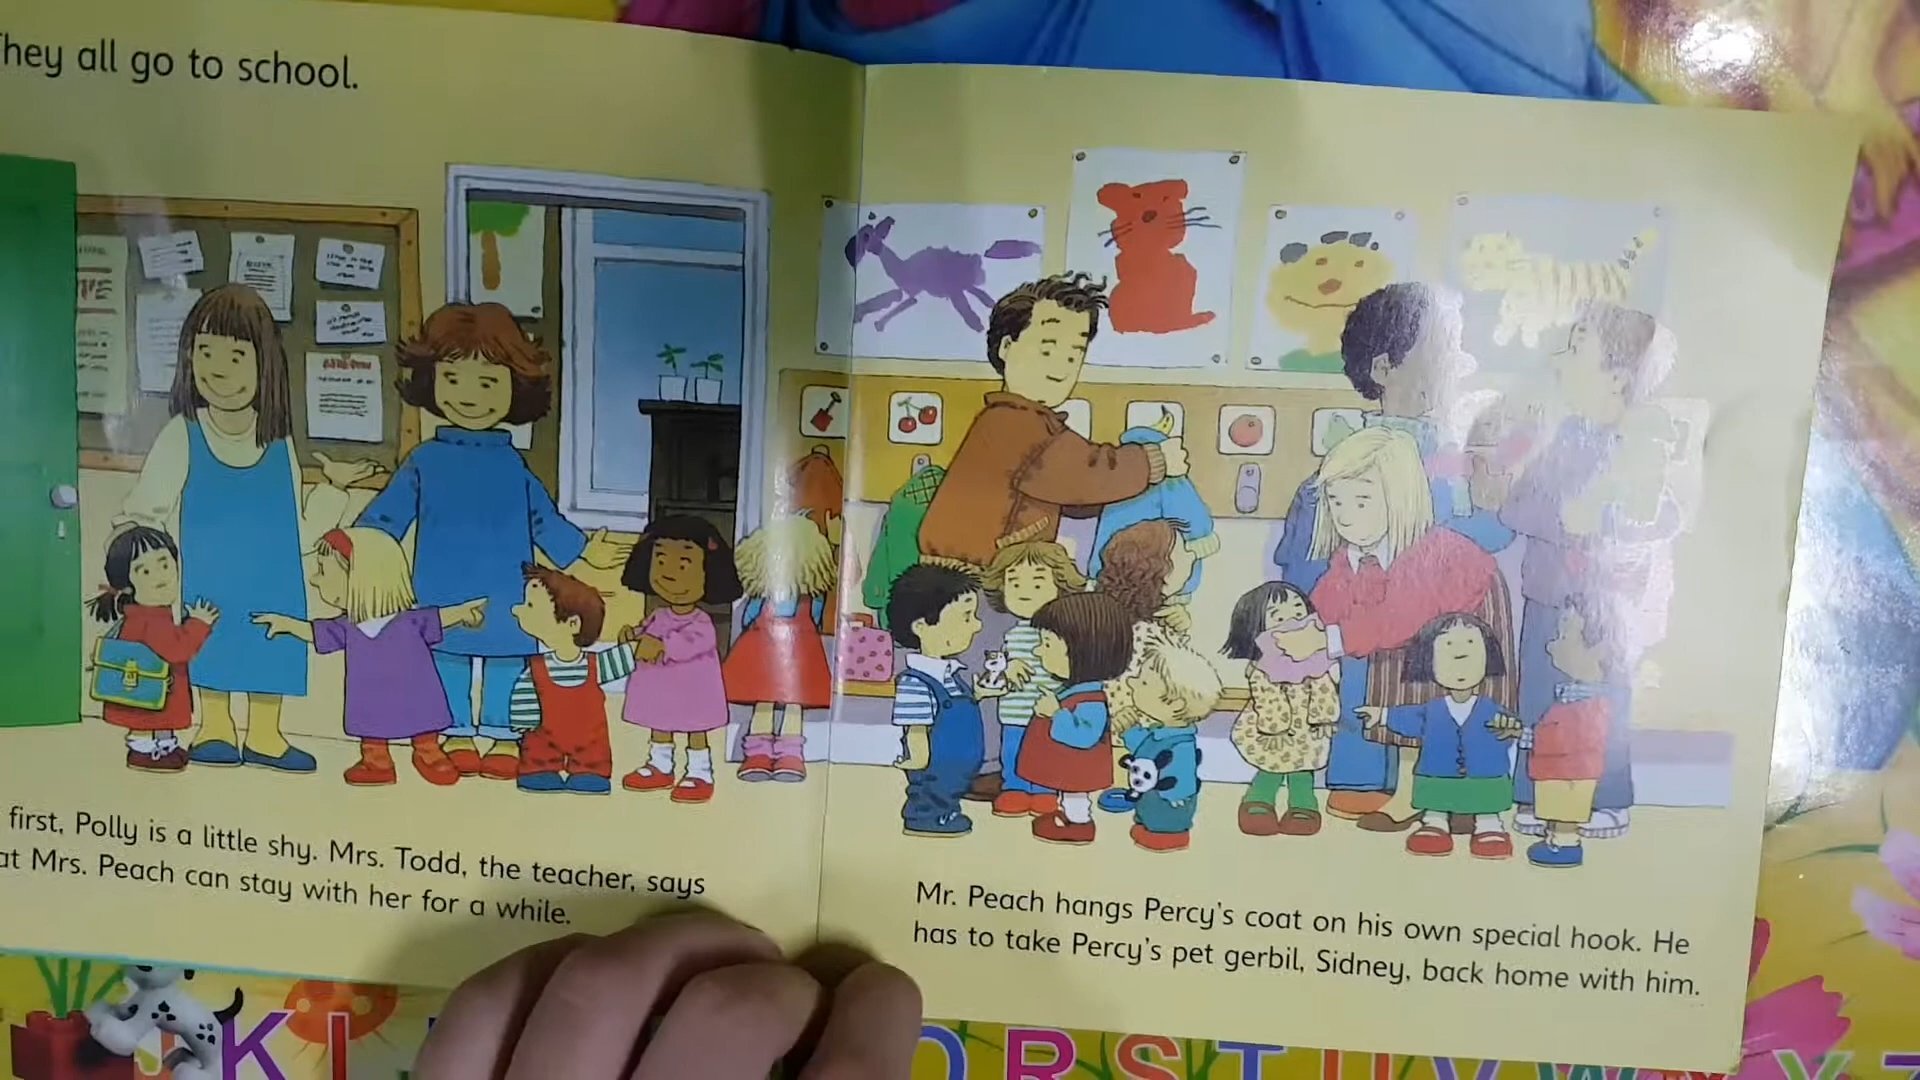 They all go to school.
first, Polly is a little shy. Mrs. Todd, the teacher, says
at Mrs. Peach can stay with her for a while.
Mr. Peach hangs Percy's coat on his own special hook. He
has to take Percy's pet gerbil, Sidney, back home with him.
K L
Q R S T U V W X Y Z